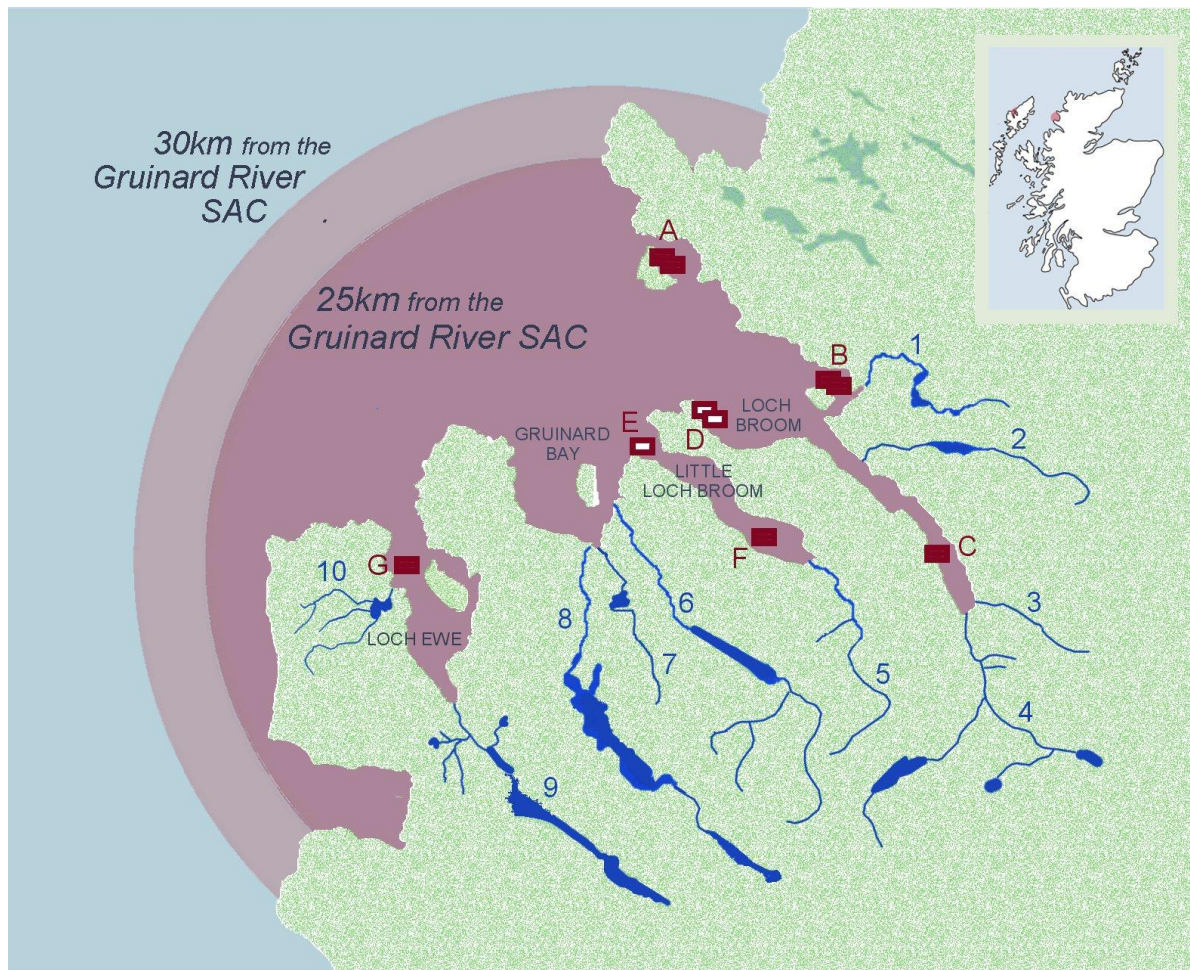 30km from the
Gruinard River
SAC
25km from the
Gruinard River SAC
A
B
1
LOCH
BROOM
D
E
GRUINARD
BAY
2
LITTLE
LOCH BROOM
F
C
G
10
3
8
6
LOCH EWE
7
5
4
9